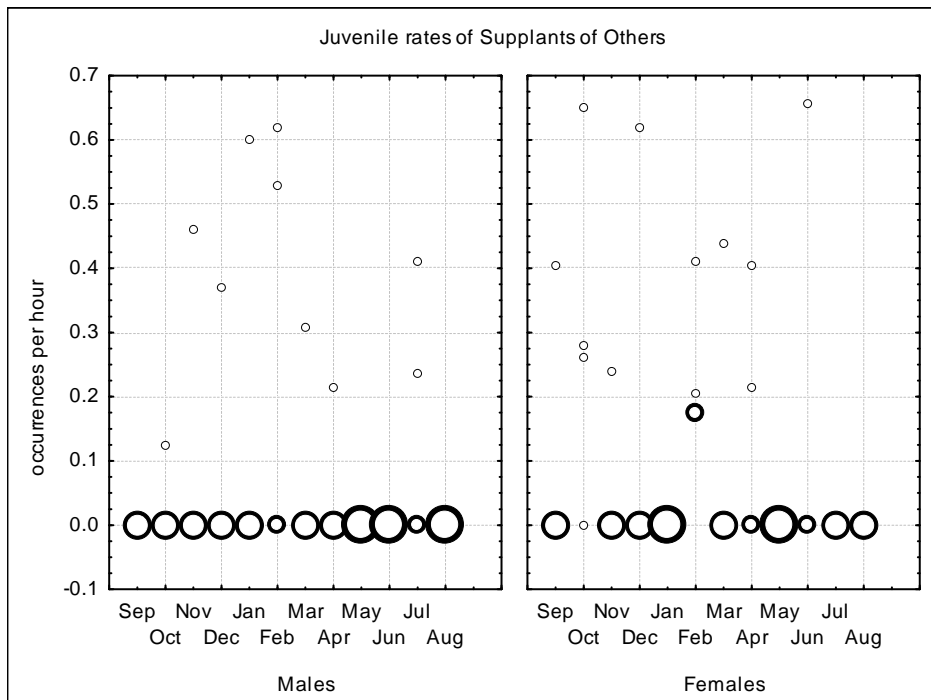 Juvenile rates of Supplants of Others
occurrences per hour
0.7
0.6
0.5
0.4
0.3
0.2
0.1
0.0
-0.1
Sep Nov Jan Mar May Jul
Oct Dec Feb Apr Jun Aug
Males
Sep Nov Jan Mar May Jul
Oct Dec Feb Apr Jun Aug
Females